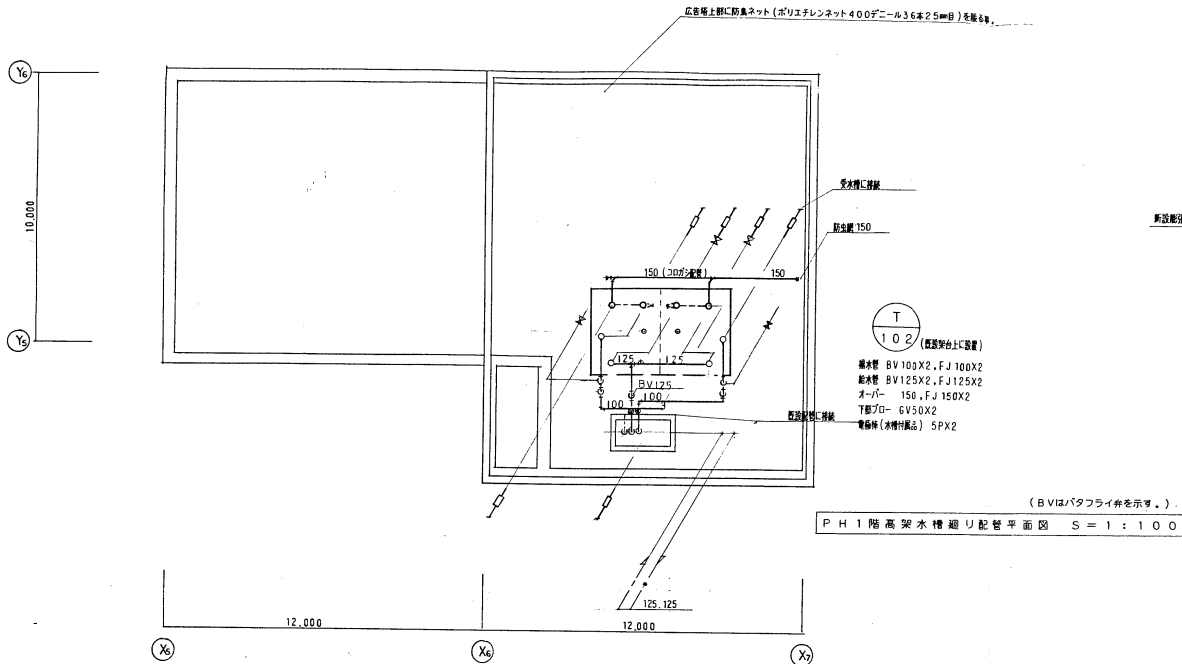 広告塔上部に防鳥ネット(ポリエチレンネット400デニール36本25㎜目)を張る事。
Y6
10,000
Y5
受水槽に接続
防虫網150
新設膨張
150(コロガシ配管)
150
125
125
BV125
100
100
既設配管に接続
T
102
(既設架台上に設置)
揚水管 BV100X2,FJ100X2
給水管 BV125X2,FJ125X2
オーバー 150,FJ150X2
下部ブロー GV50X2
電極棒(水槽付属品) 5PX2
(BVはバタフライ弁を示す。)
PH1階高架水槽廻り配管平面図 S=1:100
125.125
12,000
12,000
X5
X6
X7